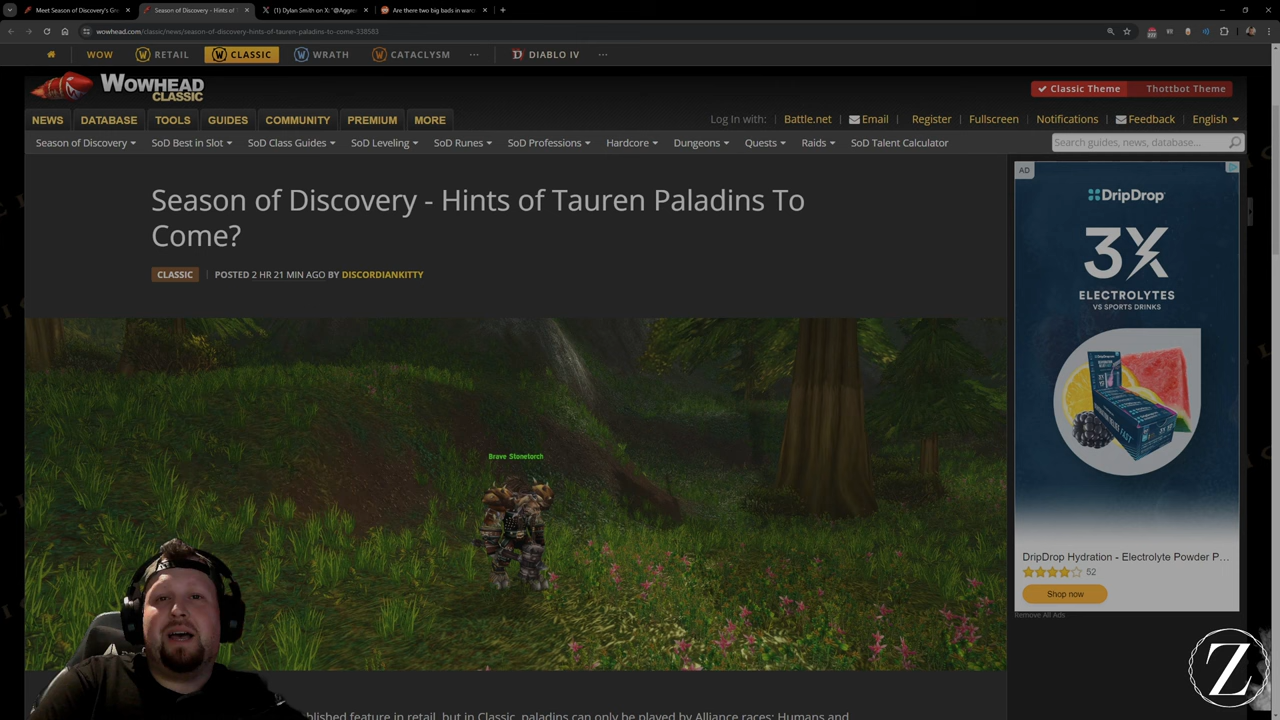 Meet Season of Discovery's Gre
Season of Discovery - Hints of T
(1) Dylan Smith on X: "@Aggre
Are there two big bads in warc
wowhead.com/classic/news/season-of-discovery-hints-of-tauren-paladins-to-come-338583
WOW
RETAIL
CLASSIC
WRATH
CATACLYSM
DIABLO IV
WOWHEAD
CLASSIC
Classic Theme
Thottbot Theme
NEWS
DATABASE
TOOLS
GUIDES
COMMUNITY
PREMIUM
MORE
Log In with:
Battle.net
Email
Register
Fullscreen
Notifications
Feedback
English
Season of Discovery
SoD Best in Slot
SoD Class Guides
SoD Leveling
SoD Runes
SoD Professions
Hardcore
Dungeons
Quests
Raids
SoD Talent Calculator
Search guides, news, database...
Season of Discovery - Hints of Tauren Paladins To
Come?
CLASSIC
POSTED 2 HR 21 MIN AGO BY DISCORDIANKITTY
Brave Stonetorch
AD
DripDrop
3X
ELECTROLYTES
VS SPORTS DRINKS
DripDrop Hydration - Electrolyte Powder P...
52
Shop now
Remove All Ads
Z
blished feature in retail, but in Classic, paladins can only be played by Alliance races: Humans and